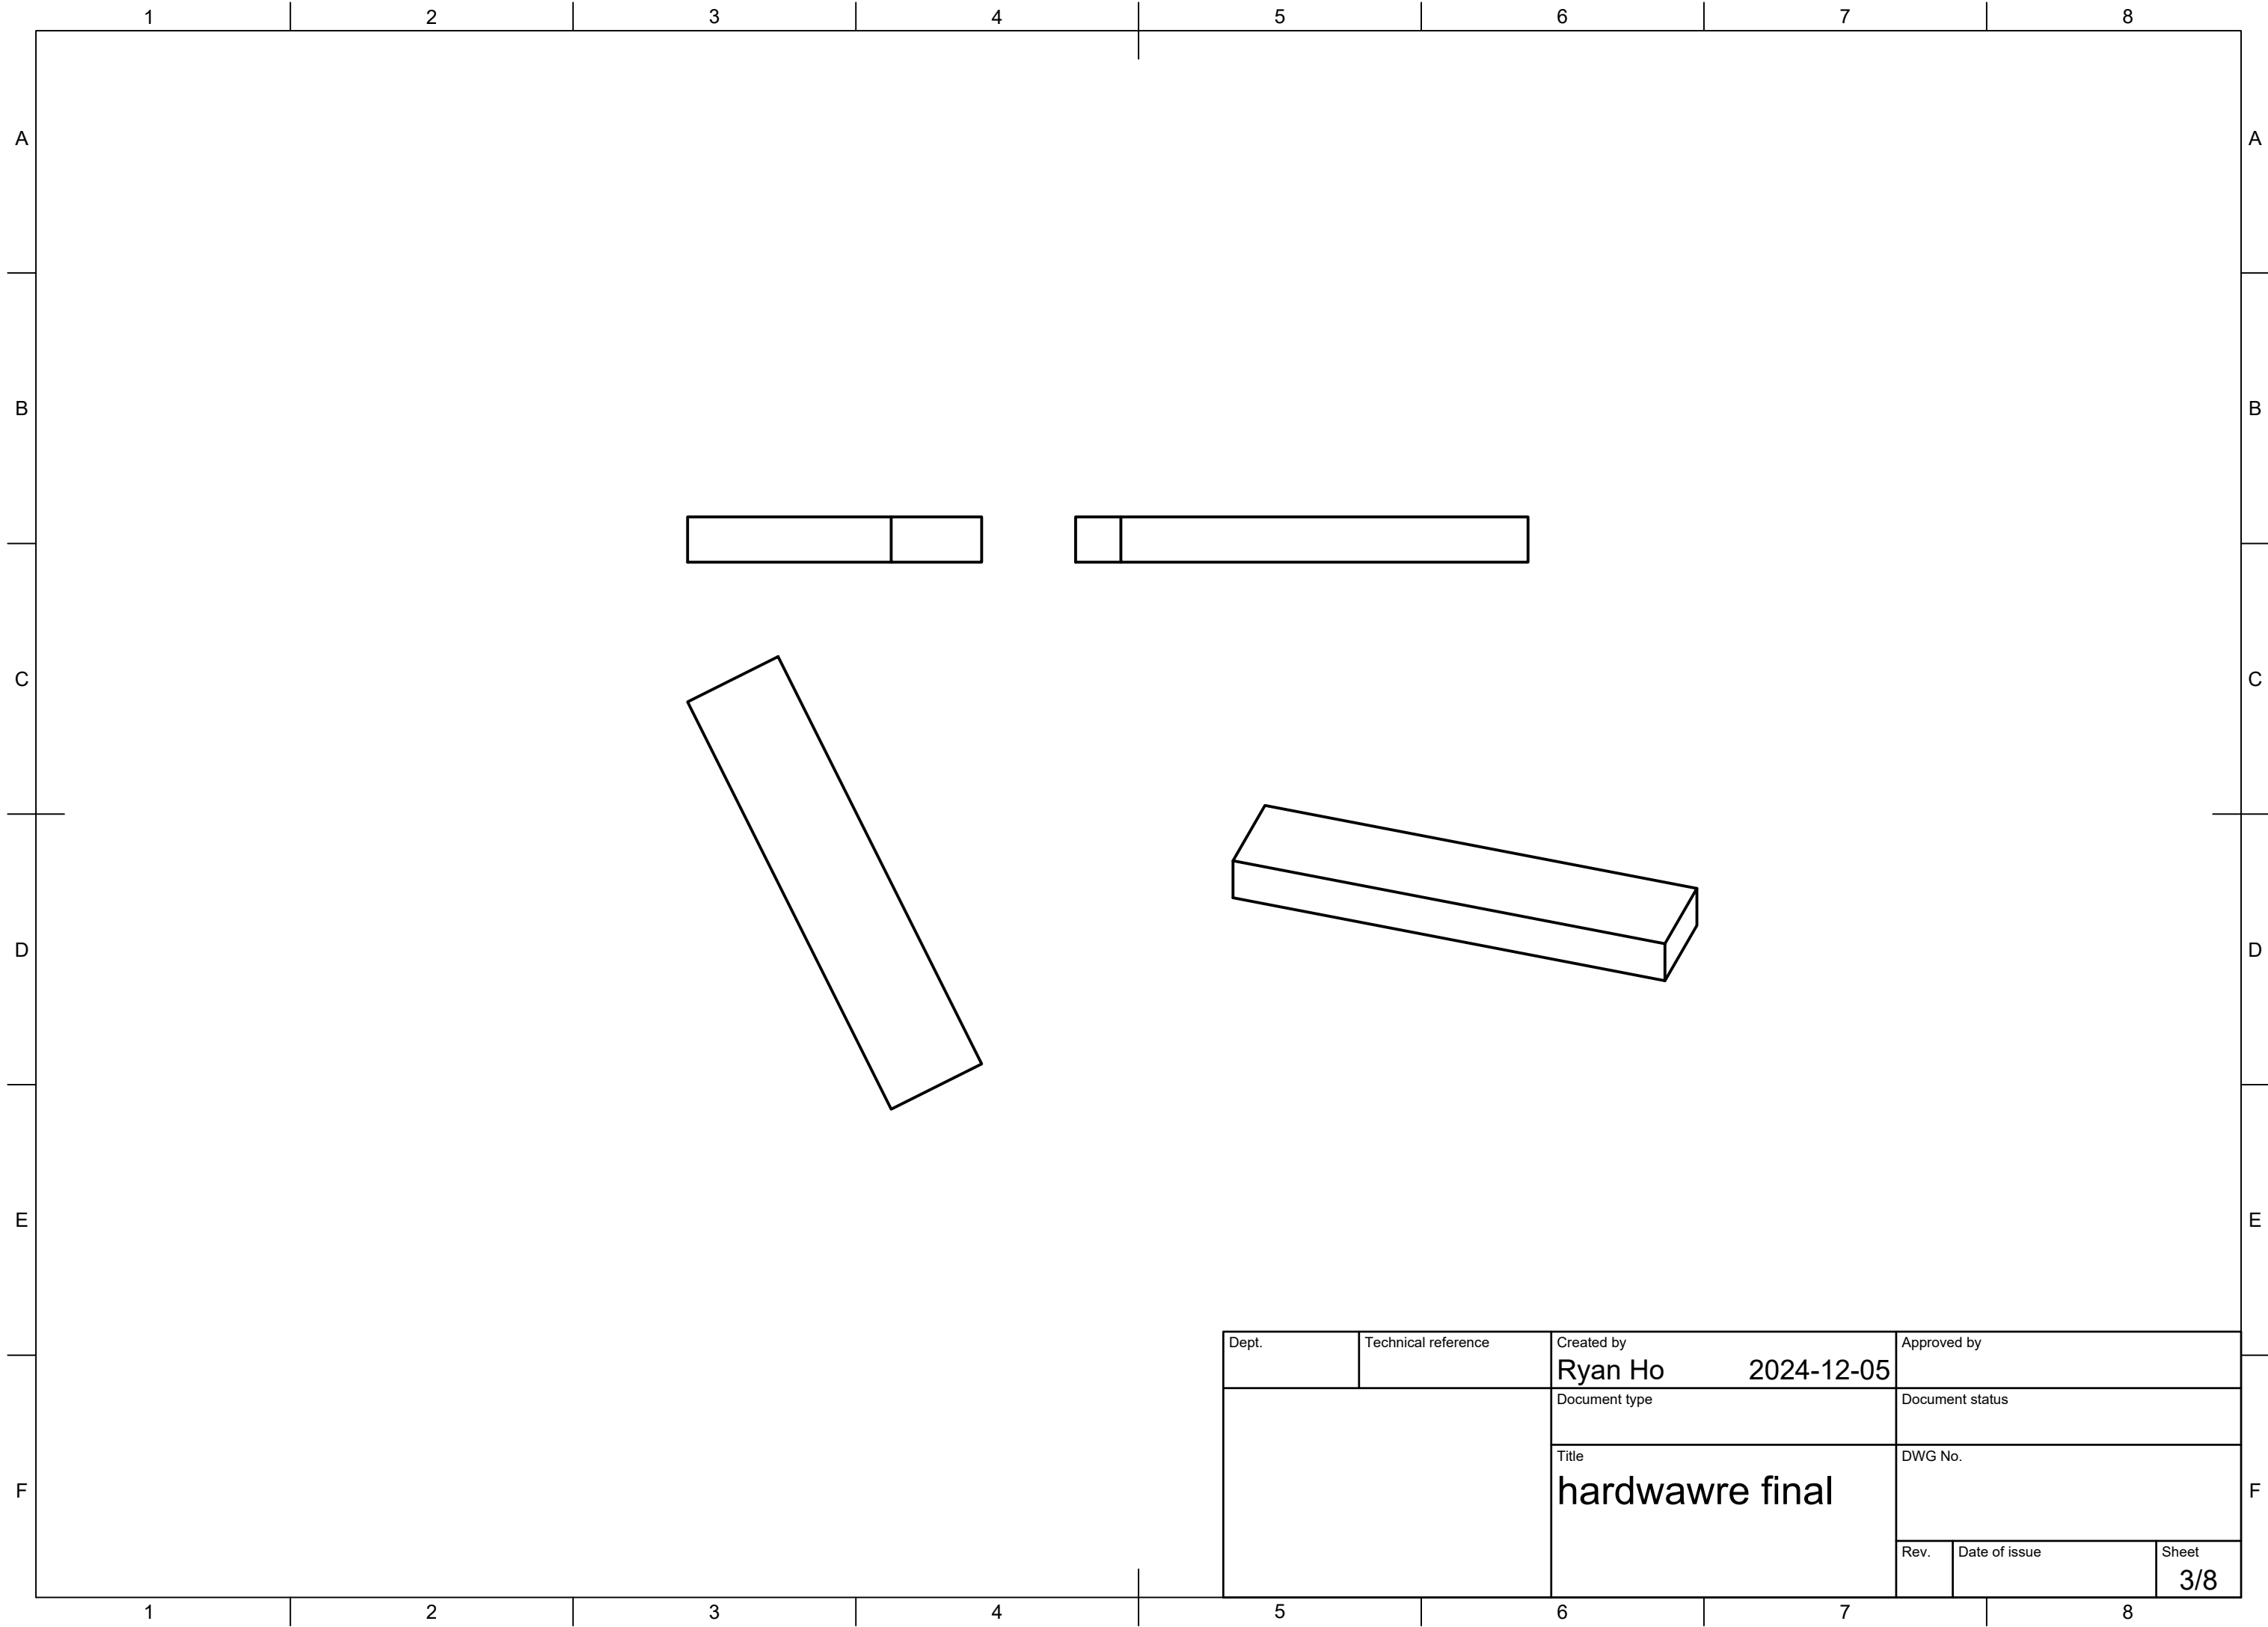 1 2 3 4 5 6 7 8
A A
B B
C C
D D
E E
F F
Dept. Technical reference Created by Approved by
Ryan Ho 2024-12-05
Document type Document status
Title DWG No.
hardwawre final
Rev. Date of issue Sheet
3/8
1 2 3 4 5 6 7 8